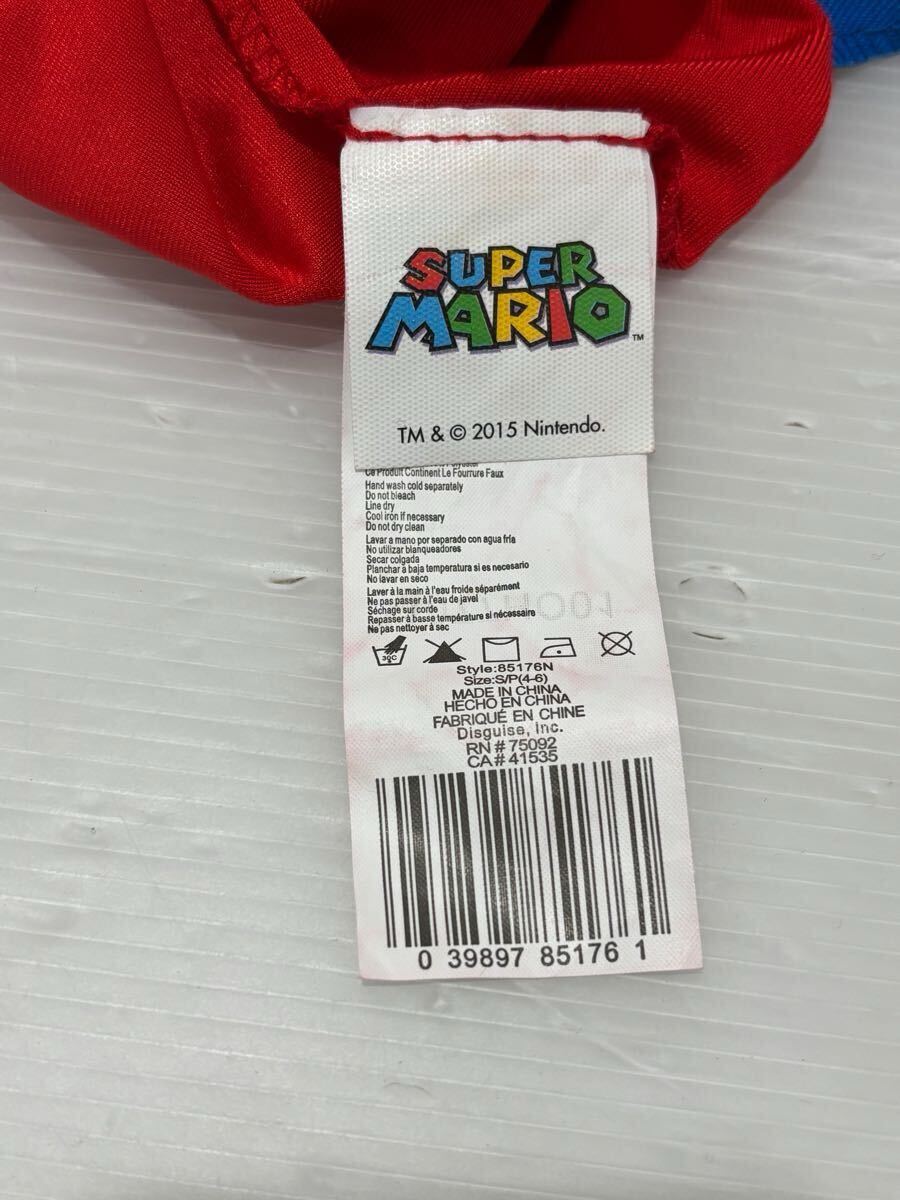 SUPER
MARIO™
TM & © 2015 Nintendo.
Ce Produit Continent Le Fourrure Faux
Hand wash cold separately
Do not bleach
Line dry
Cool iron if necessary
Do not dry clean
Lavar a mano por separado con agua fría
No utilizar blanqueadores
Secar colgada
Planchar a baja temperatura si es necesario
No lavar en seco
Laver à la main à l'eau froide séparément
Ne pas passer à l'eau de javel
Séchage sur corde
Repasser à basse température si nécessaire
Ne pas nettoyer à sec
30C
Style:85176N
Size:S/P(4-6)
MADE IN CHINA
HECHO EN CHINA
FABRIQUÉ EN CHINE
Disguise, Inc.
RN # 75092
CA# 41535
0 39897 85176 1